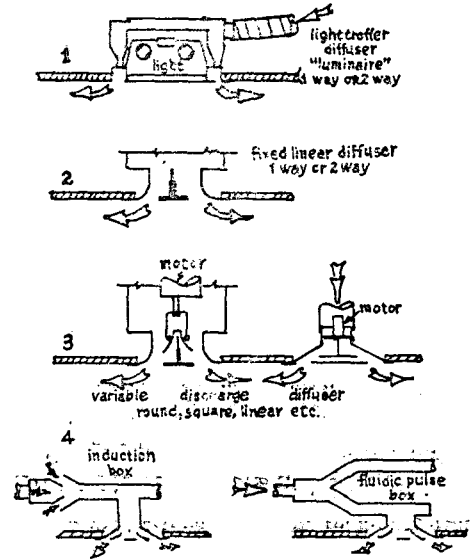 light troffer
diffuser
"luminaire"
1
light
way or 2 way
fixed linear diffuser
1 way or 2 way
2
motor
motor
3
variable discharge diffuser
round, square, linear etc.
4
induction
box
fluidic pulse
box